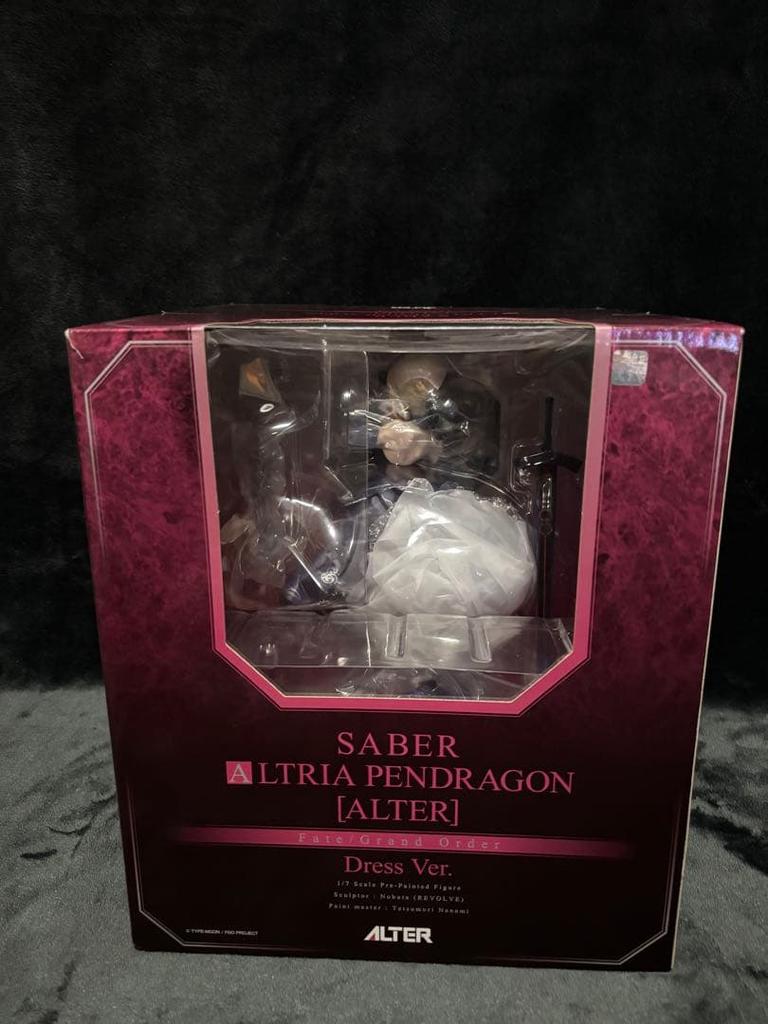 SABER
ALTRIA PENDRAGON
[ALTER]
Fate/Grand Order
Dress Ver.
1/7 Scale Pre-Painted Figure
Sculptor : Nobuta (REVOLVE)
Paint master : Tatsumori Nanami
© TYPE-MOON / FGO PROJECT
ALTER